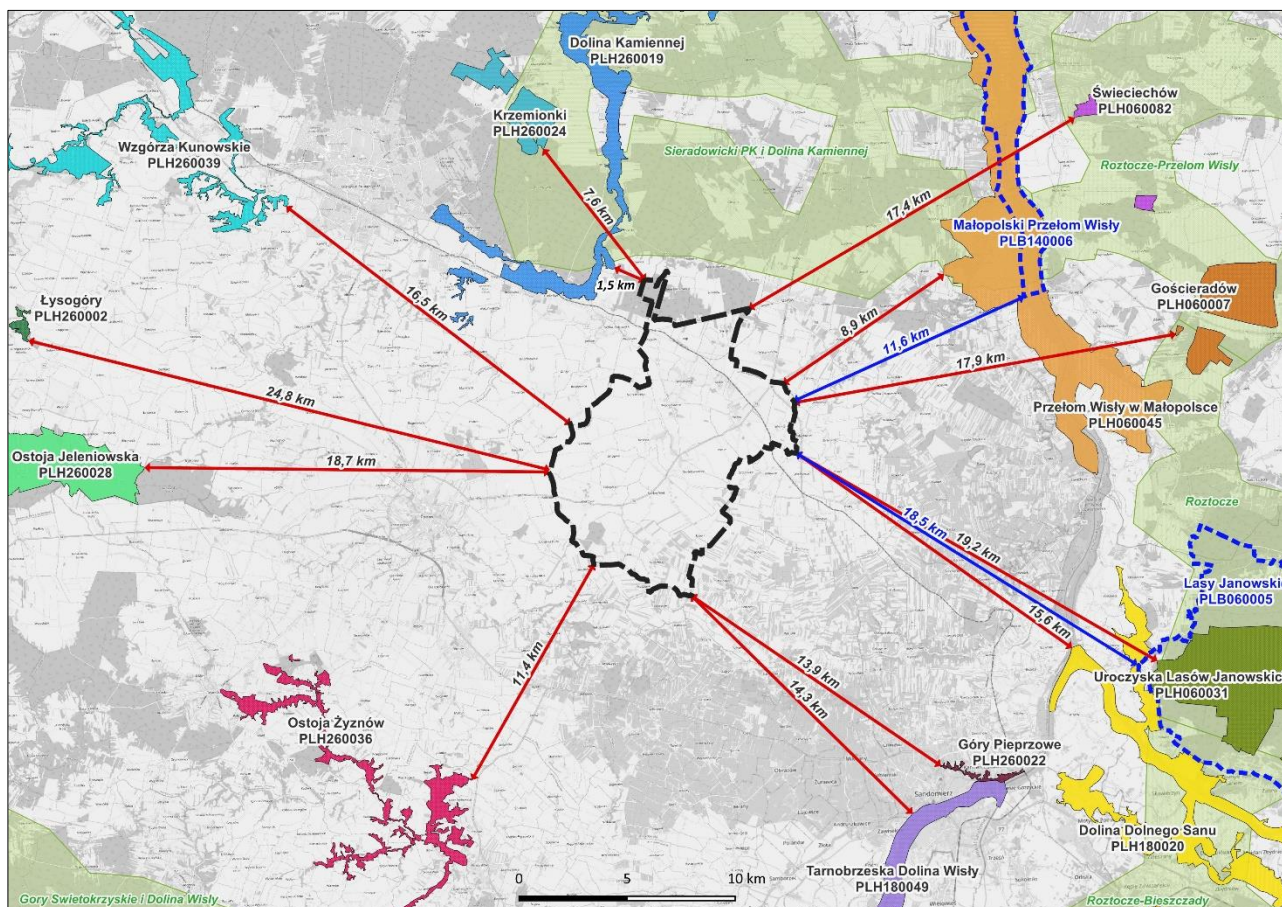 Dolina Kamiennej
PLH260019
Krzemionki
PLH260024
Święciechów
PLH060082
Wzgórza Kunowskie
PLH260039
Sieradowicki PK i Dolina Kamiennej
Roztocze-Przełom Wisły
7,6 km
17,4 km
Małopolski Przełom Wisły
PLB140006
1,5 km
Gościeradów
PLH060007
Łysogóry
PLH260002
16,5 km
8,9 km
11,6 km
17,9 km
24,8 km
Przełom Wisły w Małopolsce
PLH060045
Ostoja Jeleniowska
PLH260028
18,7 km
Roztocze
18,5 km
19,2 km
Lasy Janowskie
PLB060005
15,6 km
11,4 km
13,9 km
14,3 km
Uroczyska Lasów Janowskich
PLH060031
Ostoja Żyznów
PLH260036
Góry Pieprzowe
PLH260022
Sandomierz
Dolina Dolnego Sanu
PLH180020
Tarnobrzeska Dolina Wisły
PLH180049
0 5 10 km
Gory Swietokrzyskie i Dolina Wisly
Roztocze-Bieszczady